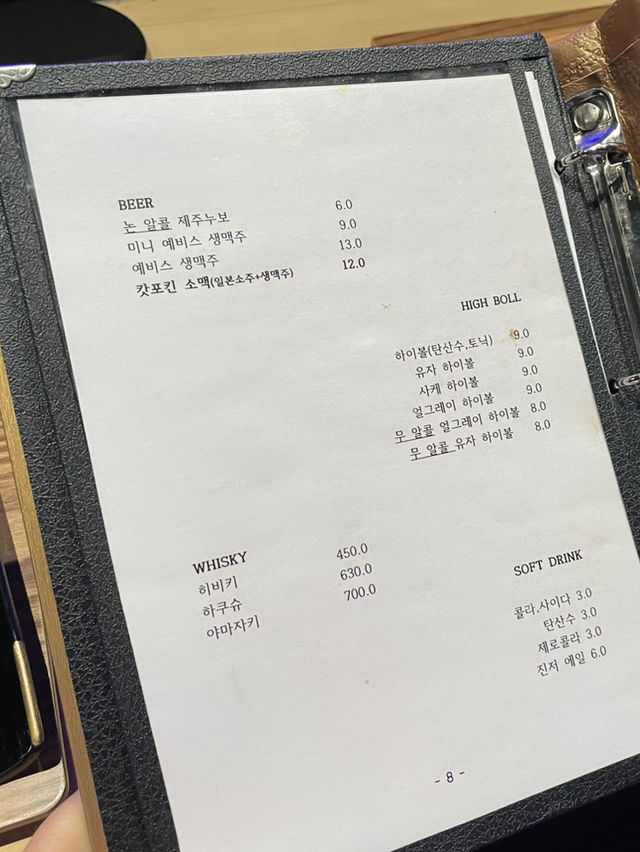 BEER
논 알콜 제주누보 6.0
미니 예비스 생맥주 9.0
예비스 생맥주 13.0
캇포킨 소맥(일본소주+생맥주) 12.0
HIGH BOLL
하이볼(탄산수,토닉) 9.0
유자 하이볼 9.0
사케 하이볼 9.0
얼그레이 하이볼 9.0
무 알콜 얼그레이 하이볼 8.0
무 알콜 유자 하이볼 8.0
WHISKY
히비키 450.0
하쿠슈 630.0
야마자키 700.0
SOFT DRINK
콜라,사이다 3.0
탄산수 3.0
제로콜라 3.0
진저 에일 6.0
- 8 -